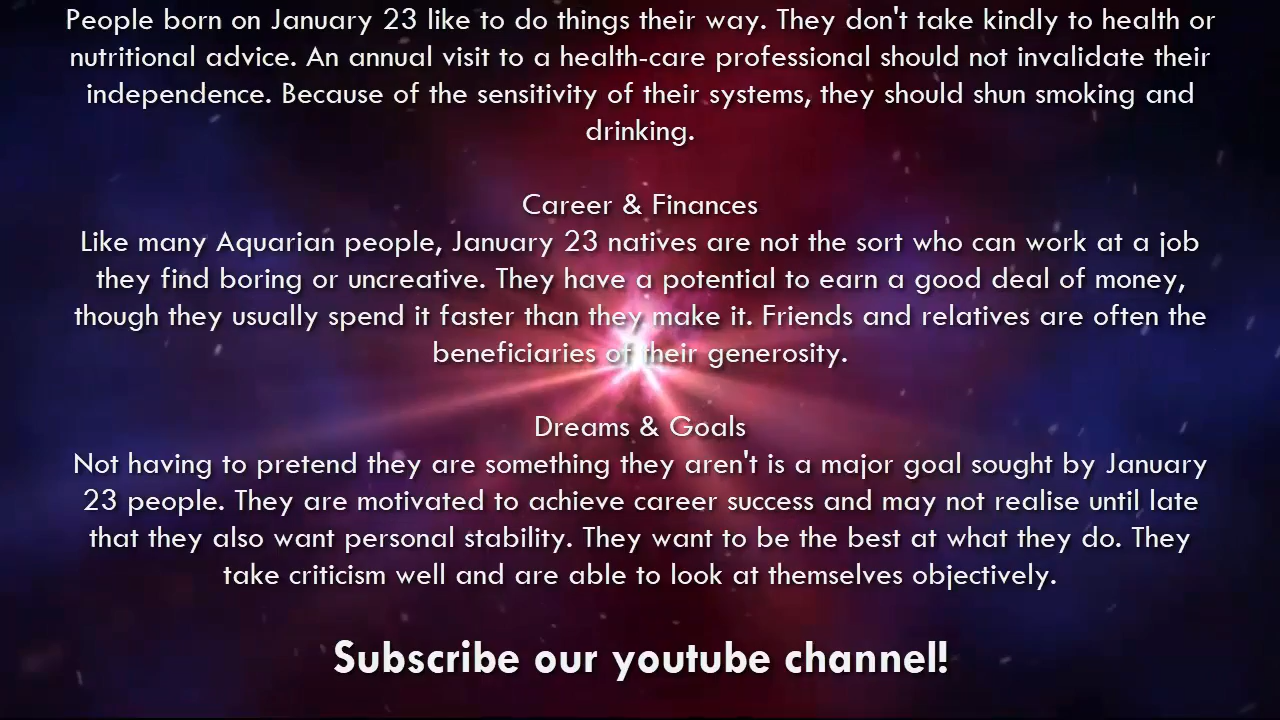 People born on January 23 like to do things their way. They don't take kindly to health or
nutritional advice. An annual visit to a health-care professional should not invalidate their
independence. Because of the sensitivity of their systems, they should shun smoking and
drinking.
Career & Finances
Like many Aquarian people, January 23 natives are not the sort who can work at a job
they find boring or uncreative. They have a potential to earn a good deal of money,
though they usually spend it faster than they make it. Friends and relatives are often the
beneficiaries of their generosity.
Dreams & Goals
Not having to pretend they are something they aren't is a major goal sought by January
23 people. They are motivated to achieve career success and may not realise until late
that they also want personal stability. They want to be the best at what they do. They
take criticism well and are able to look at themselves objectively.
Subscribe our youtube channel!